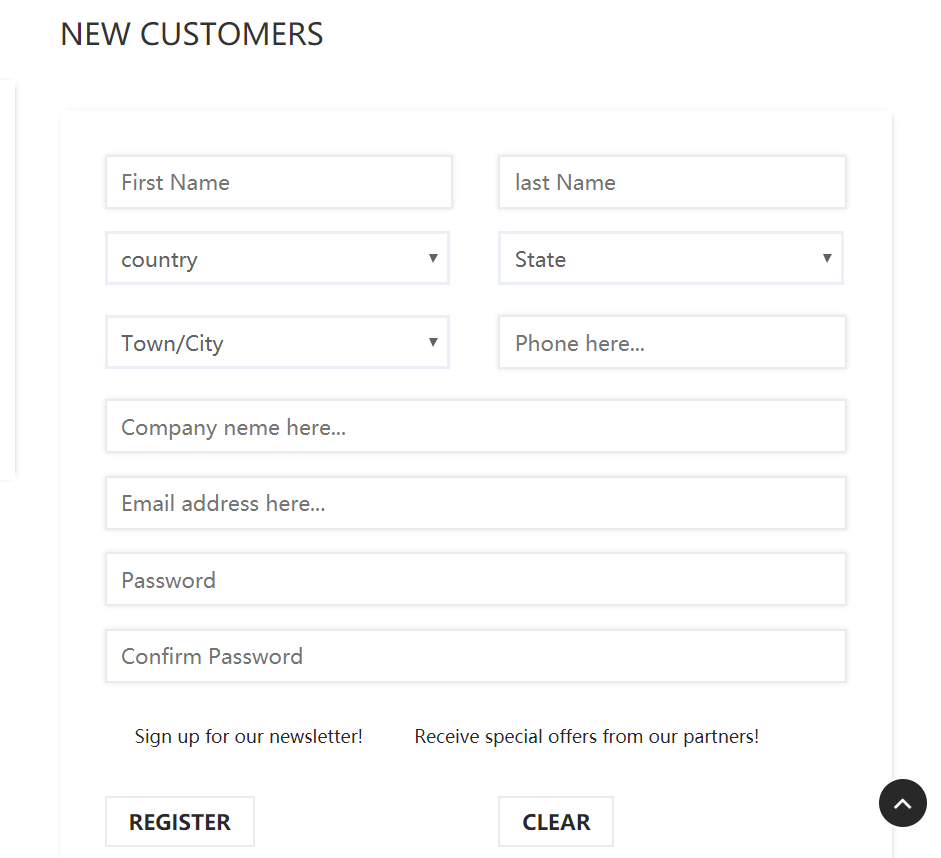 NEW CUSTOMERS
First Name
last Name
country
State
Town/City
Phone here...
Company neme here...
Email address here...
Password
Confirm Password
Sign up for our newsletter!
Receive special offers from our partners!
REGISTER
CLEAR